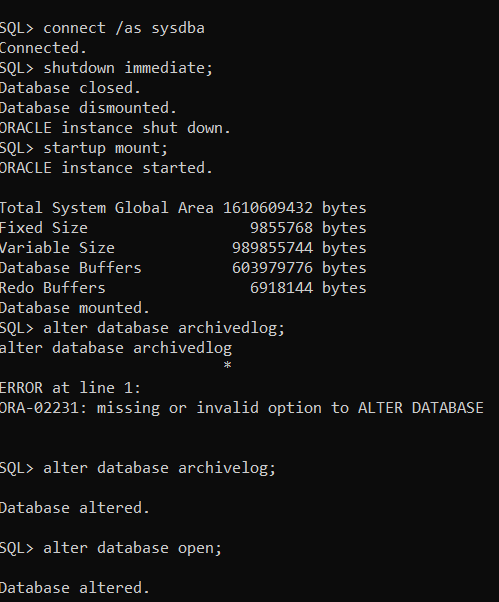 SQL> connect /as sysdba
Connected.
SQL> shutdown immediate;
Database closed.
Database dismounted.
ORACLE instance shut down.
SQL> startup mount;
ORACLE instance started.
Total System Global Area 1610609432 bytes
Fixed Size                  9855768 bytes
Variable Size             989855744 bytes
Database Buffers          603979776 bytes
Redo Buffers                6918144 bytes
Database mounted.
SQL> alter database archivedlog;
alter database archivedlog
*
ERROR at line 1:
ORA-02231: missing or invalid option to ALTER DATABASE
SQL> alter database archivelog;
Database altered.
SQL> alter database open;
Database altered.